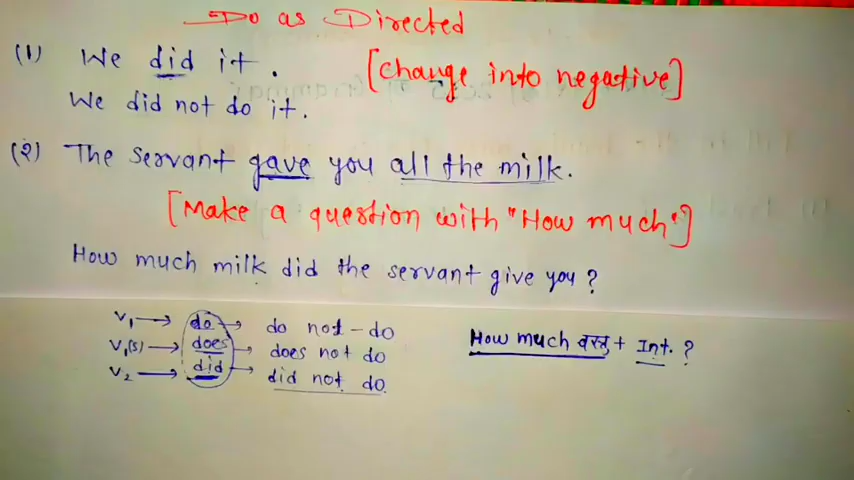 Do as Directed
(1) We did it. [Change into negative]
We did not do it.
(2) The servant gave you all the milk.
[Make a question with "How much"]
How much milk did the servant give you?
V₁ → do → do not - do
V₁(s) → does → does not do
V₂ → did → did not do.
How much वस्तु + Int. ?